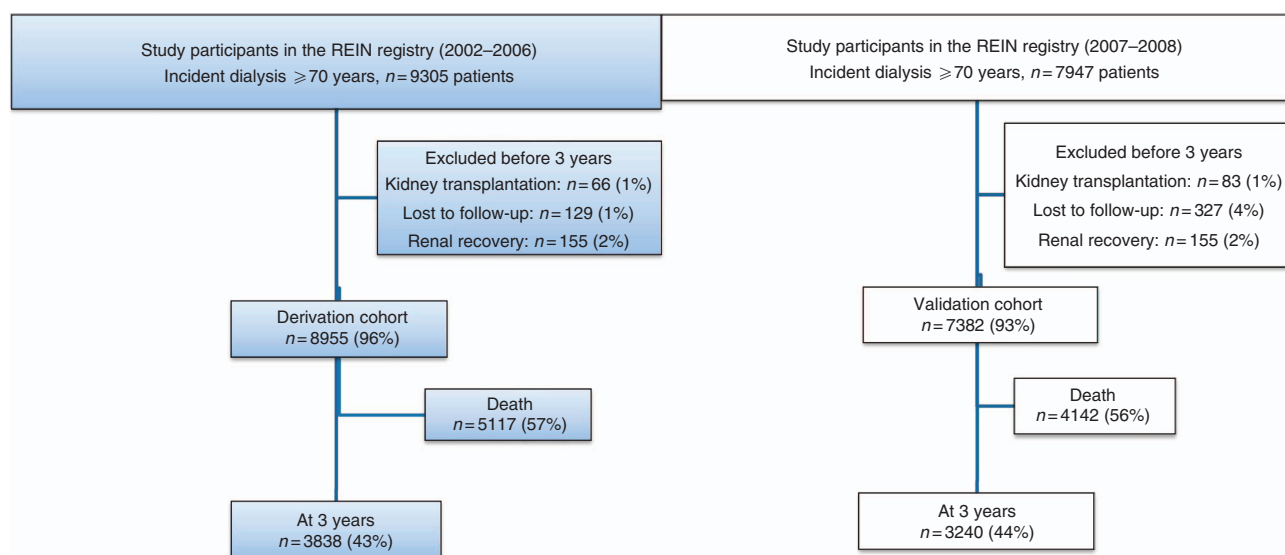 Study participants in the REIN registry (2002–2006)
Incident dialysis ⩾70 years, n=9305 patients
Excluded before 3 years
Kidney transplantation: n=66 (1%)
Lost to follow-up: n=129 (1%)
Renal recovery: n=155 (2%)
Derivation cohort
n=8955 (96%)
Death
n=5117 (57%)
At 3 years
n=3838 (43%)
Study participants in the REIN registry (2007–2008)
Incident dialysis ⩾70 years, n=7947 patients
Excluded before 3 years
Kidney transplantation: n=83 (1%)
Lost to follow-up: n=327 (4%)
Renal recovery: n=155 (2%)
Validation cohort
n=7382 (93%)
Death
n=4142 (56%)
At 3 years
n=3240 (44%)